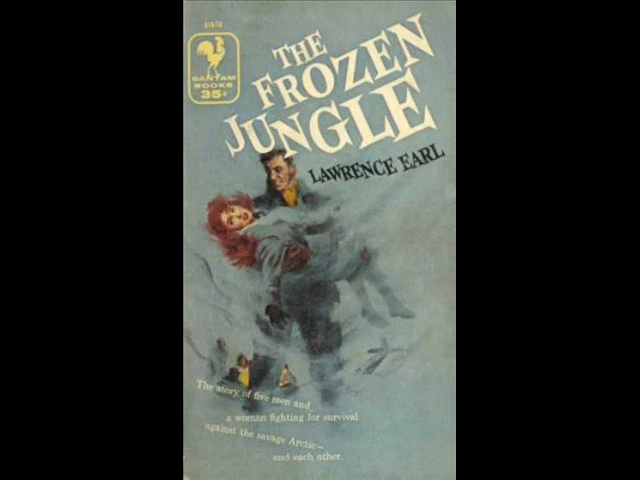 BANTAM
BOOKS
35¢
THE
FROZEN
JUNGLE
LAWRENCE EARL
The story of five men and
a woman fighting for survival
against the savage Arctic—
and each other.